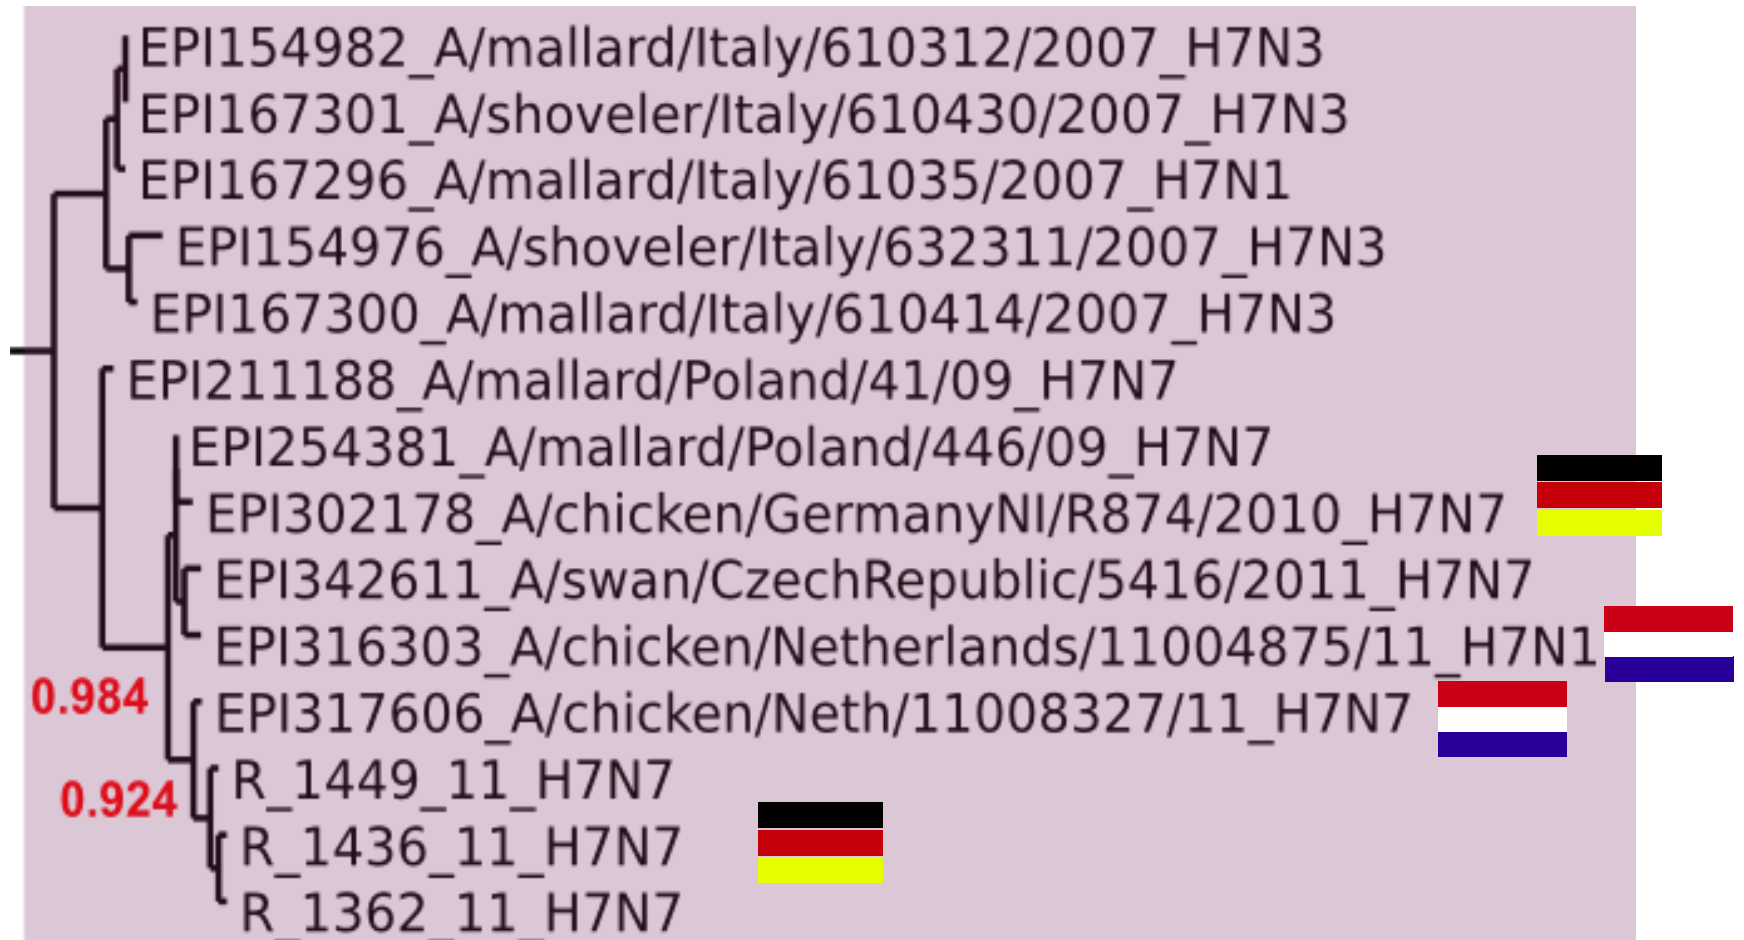 EPI154982_A/mallard/Italy/610312/2007_H7N3
EPI167301_A/shoveler/Italy/610430/2007_H7N3
EPI167296_A/mallard/Italy/61035/2007_H7N1
EPI154976_A/shoveler/Italy/632311/2007_H7N3
EPI167300_A/mallard/Italy/610414/2007_H7N3
EPI211188_A/mallard/Poland/41/09_H7N7
EPI254381_A/mallard/Poland/446/09_H7N7
EPI302178_A/chicken/GermanyNI/R874/2010_H7N7
EPI342611_A/swan/CzechRepublic/5416/2011_H7N7
EPI316303_A/chicken/Netherlands/11004875/11_H7N1
0.984
EPI317606_A/chicken/Neth/11008327/11_H7N7
R_1449_11_H7N7
0.924
R_1436_11_H7N7
R_1362_11_H7N7